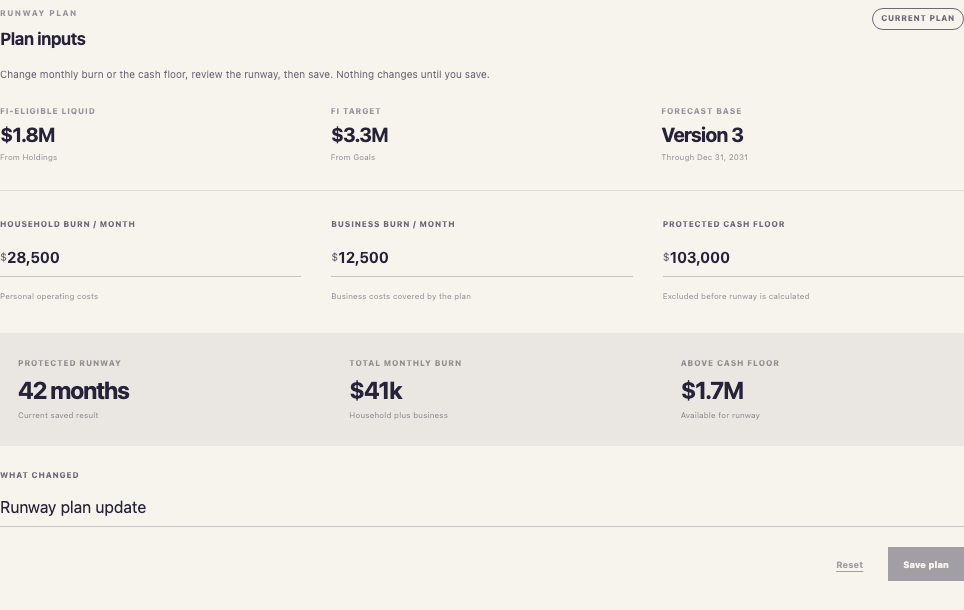 RUNWAY PLAN
CURRENT PLAN
Plan inputs
Change monthly burn or the cash floor, review the runway, then save. Nothing changes until you save.
FI-ELIGIBLE LIQUID
FI TARGET
FORECAST BASE
$1.8M
$3.3M
Version 3
From Holdings
From Goals
Through Dec 31, 2031
HOUSEHOLD BURN / MONTH
BUSINESS BURN / MONTH
PROTECTED CASH FLOOR
$28,500
$12,500
$103,000
Personal operating costs
Business costs covered by the plan
Excluded before runway is calculated
PROTECTED RUNWAY
TOTAL MONTHLY BURN
ABOVE CASH FLOOR
42 months
$41k
$1.7M
Current saved result
Household plus business
Available for runway
WHAT CHANGED
Runway plan update
Reset
Save plan